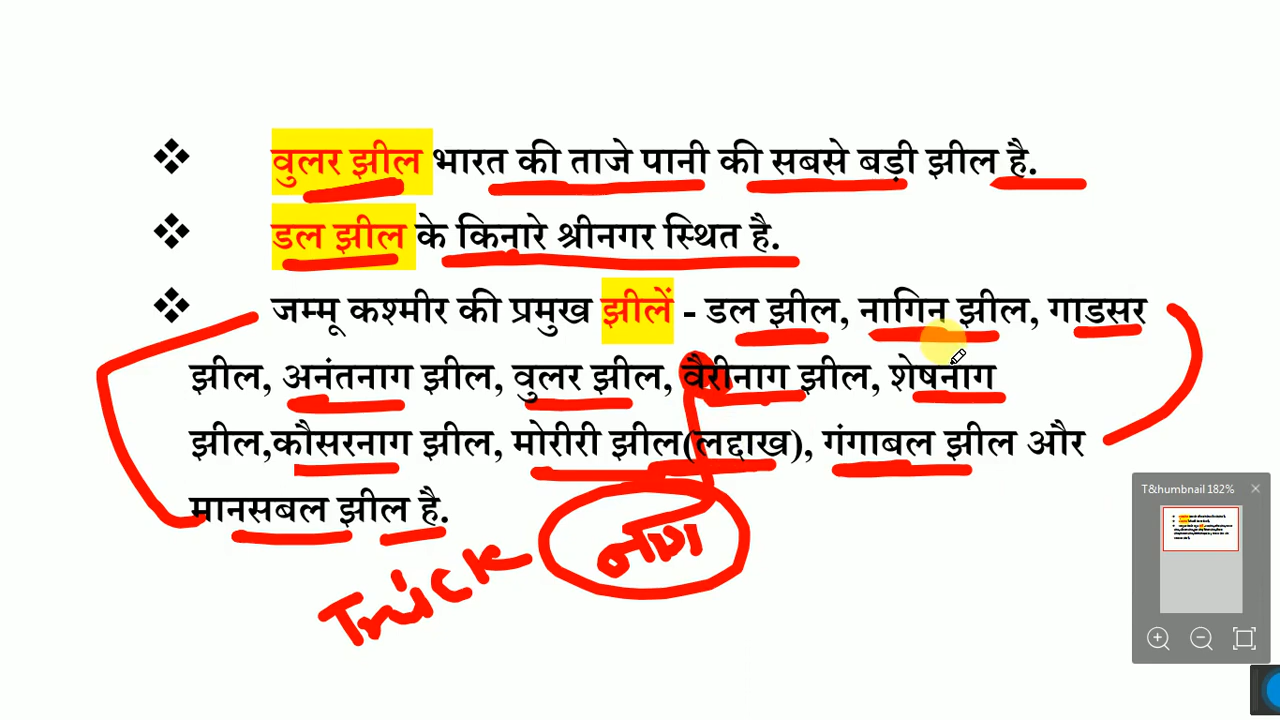 ❖ वुलर झील भारत की ताजे पानी की सबसे बड़ी झील है.
❖ डल झील के किनारे श्रीनगर स्थित है.
❖ जम्मू कश्मीर की प्रमुख झीलें - डल झील, नागिन झील, गाडसर
झील, अनंतनाग झील, वुलर झील, वैरीनाग झील, शेषनाग
झील,कौसरनाग झील, मोरीरी झील(लद्दाख), गंगाबल झील और
मानसबल झील है.
Trick
T&humbnail 182%